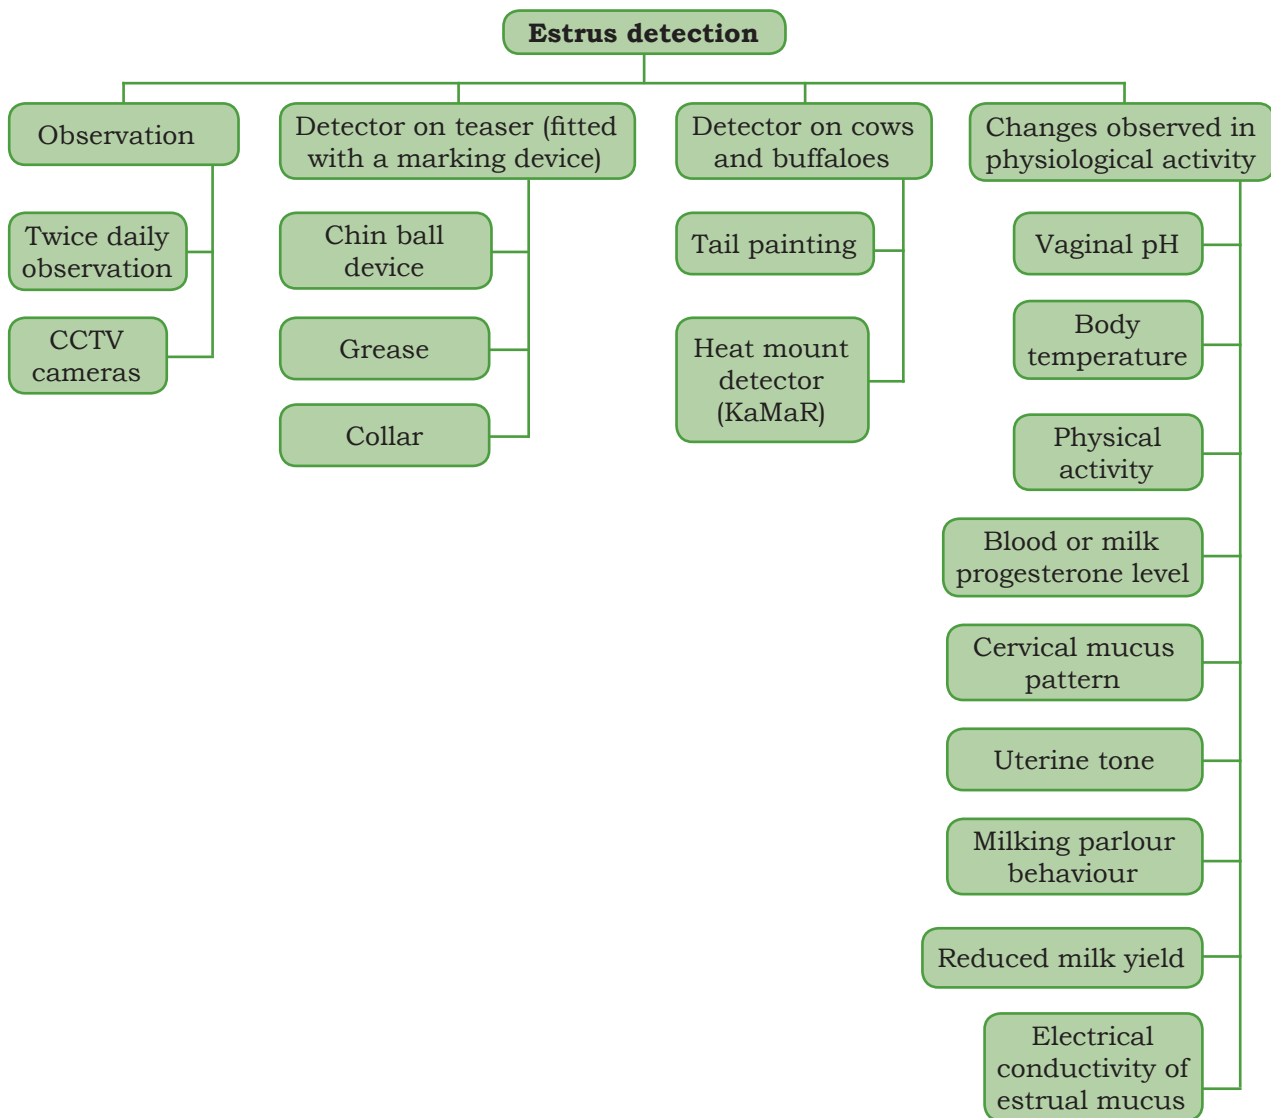 Estrus detection
Observation
Twice daily
observation
CCTV
cameras
Detector on teaser (fitted
with a marking device)
Chin ball
device
Grease
Collar
Detector on cows
and buffaloes
Tail painting
Heat mount
detector
(KaMaR)
Changes observed in
physiological activity
Vaginal pH
Body
temperature
Physical
activity
Blood or milk
progesterone level
Cervical mucus
pattern
Uterine tone
Milking parlour
behaviour
Reduced milk yield
Electrical
conductivity of
estrual mucus